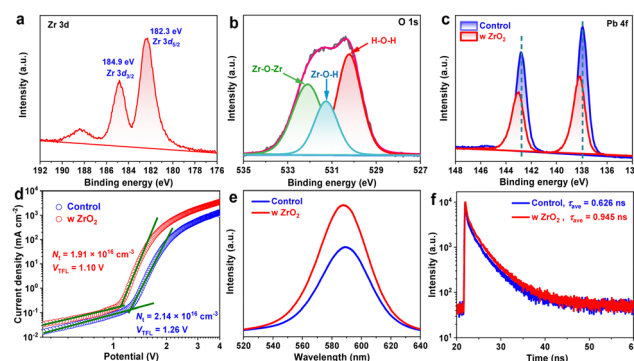 a
Zr 3d
182.3 eV
Zr 3d5/2
184.9 eV
Zr 3d3/2
Intensity (a.u.)
192 190 188 186 184 182 180 178 176
Binding energy (eV)
b
O 1s
H-O-H
Zr-O-Zr
Zr-O-H
Intensity (a.u.)
535 533 531 529 527
Binding energy (eV)
c
Pb 4f
Control
w ZrO2
Intensity (a.u.)
148 146 144 142 140 138 136 134 13
Binding energy (eV)
d
Control
w ZrO2
Nt = 1.91 × 10^16 cm-3
VTFL = 1.10 V
Nt = 2.14 × 10^16 cm-3
VTFL = 1.26 V
Current density (mA cm-2)
10^4
10^3
10^2
10^1
10^0
10^-1
10^-2
1 2 3 4
Potential (V)
e
Control
w ZrO2
Intensity (a.u.)
520 540 560 580 600 620 640
Wavelength (nm)
f
Control, τave = 0.626 ns
w ZrO2 , τave = 0.945 ns
Intensity (a.u.)
10^4
10^3
10^2
10^1
20 30 40 50 6
Time (ns)